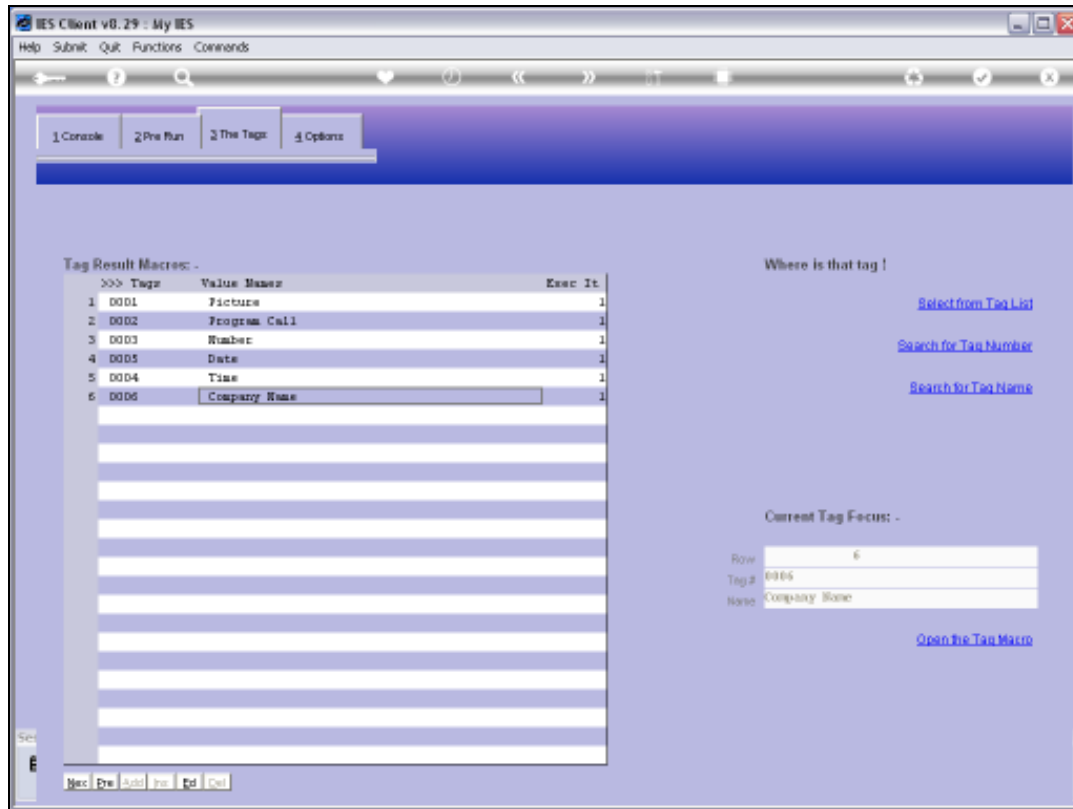 IES Client v8.29 : My IES
Help Submit Quit Functions Commands
1 Console 2 Pre Run 3 The Tags 4 Options
Tag Result Macros: -
Where is that tag !
>>> Tags Value Names Exec It
1 0001 Picture 1
Select from Tag List
2 0002 Program Call 1
3 0003 Number 1
Search for Tag Number
4 0005 Date 1
5 0004 Time 1
Search for Tag Name
6 0006 Company Name 1
Current Tag Focus: -
Row 6
Tag # 0006
Name Company Name
Open the Tag Macro
Nex Pre Add Ins Ed Del